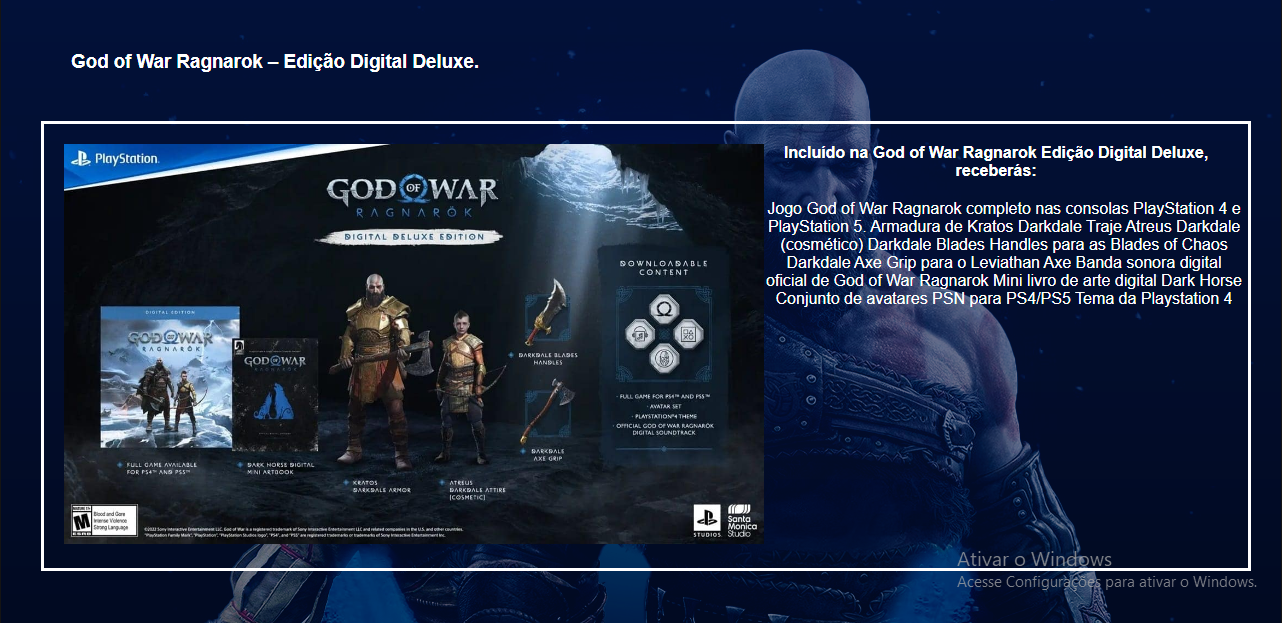 God of War Ragnarok – Edição Digital Deluxe.
PlayStation.
GOD OF WAR
RAGNARÖK
DIGITAL DELUXE EDITION
DOWNLOADABLE
CONTENT
· FULL GAME FOR PS4™ AND PS5™
· AVATAR SET
· PLAYSTATION®4 THEME
· OFFICIAL GOD OF WAR RAGNARÖK
DIGITAL SOUNDTRACK
DIGITAL EDITION
GOD OF WAR
RAGNARÖK
GOD OF WAR
RAGNARÖK
FULL GAME AVAILABLE
FOR PS4™ AND PS5™
DARK HORSE DIGITAL
MINI ARTBOOK
KRATOS
DARKDALE ARMOR
ATREUS
DARKDALE ATTIRE
(COSMETIC)
DARKDALE BLADES
HANDLES
DARKDALE
AXE GRIP
MATURE 17+
M
Blood and Gore
Intense Violence
Strong Language
©2022 Sony Interactive Entertainment LLC. God of War is a registered trademark of Sony Interactive Entertainment LLC and related companies in the U.S. and other countries.
"PlayStation Family Mark", "PlayStation", "PlayStation Studios logo", "PS4", and "PS5" are registered trademarks or trademarks of Sony Interactive Entertainment Inc.
STUDIOS
Santa
Monica
Studio
Incluído na God of War Ragnarok Edição Digital Deluxe,
receberás:
Jogo God of War Ragnarok completo nas consolas PlayStation 4 e
PlayStation 5. Armadura de Kratos Darkdale Traje Atreus Darkdale
(cosmético) Darkdale Blades Handles para as Blades of Chaos
Darkdale Axe Grip para o Leviathan Axe Banda sonora digital
oficial de God of War Ragnarok Mini livro de arte digital Dark Horse
Conjunto de avatares PSN para PS4/PS5 Tema da Playstation 4
Ativar o Windows
Acesse Configurações para ativar o Windows.